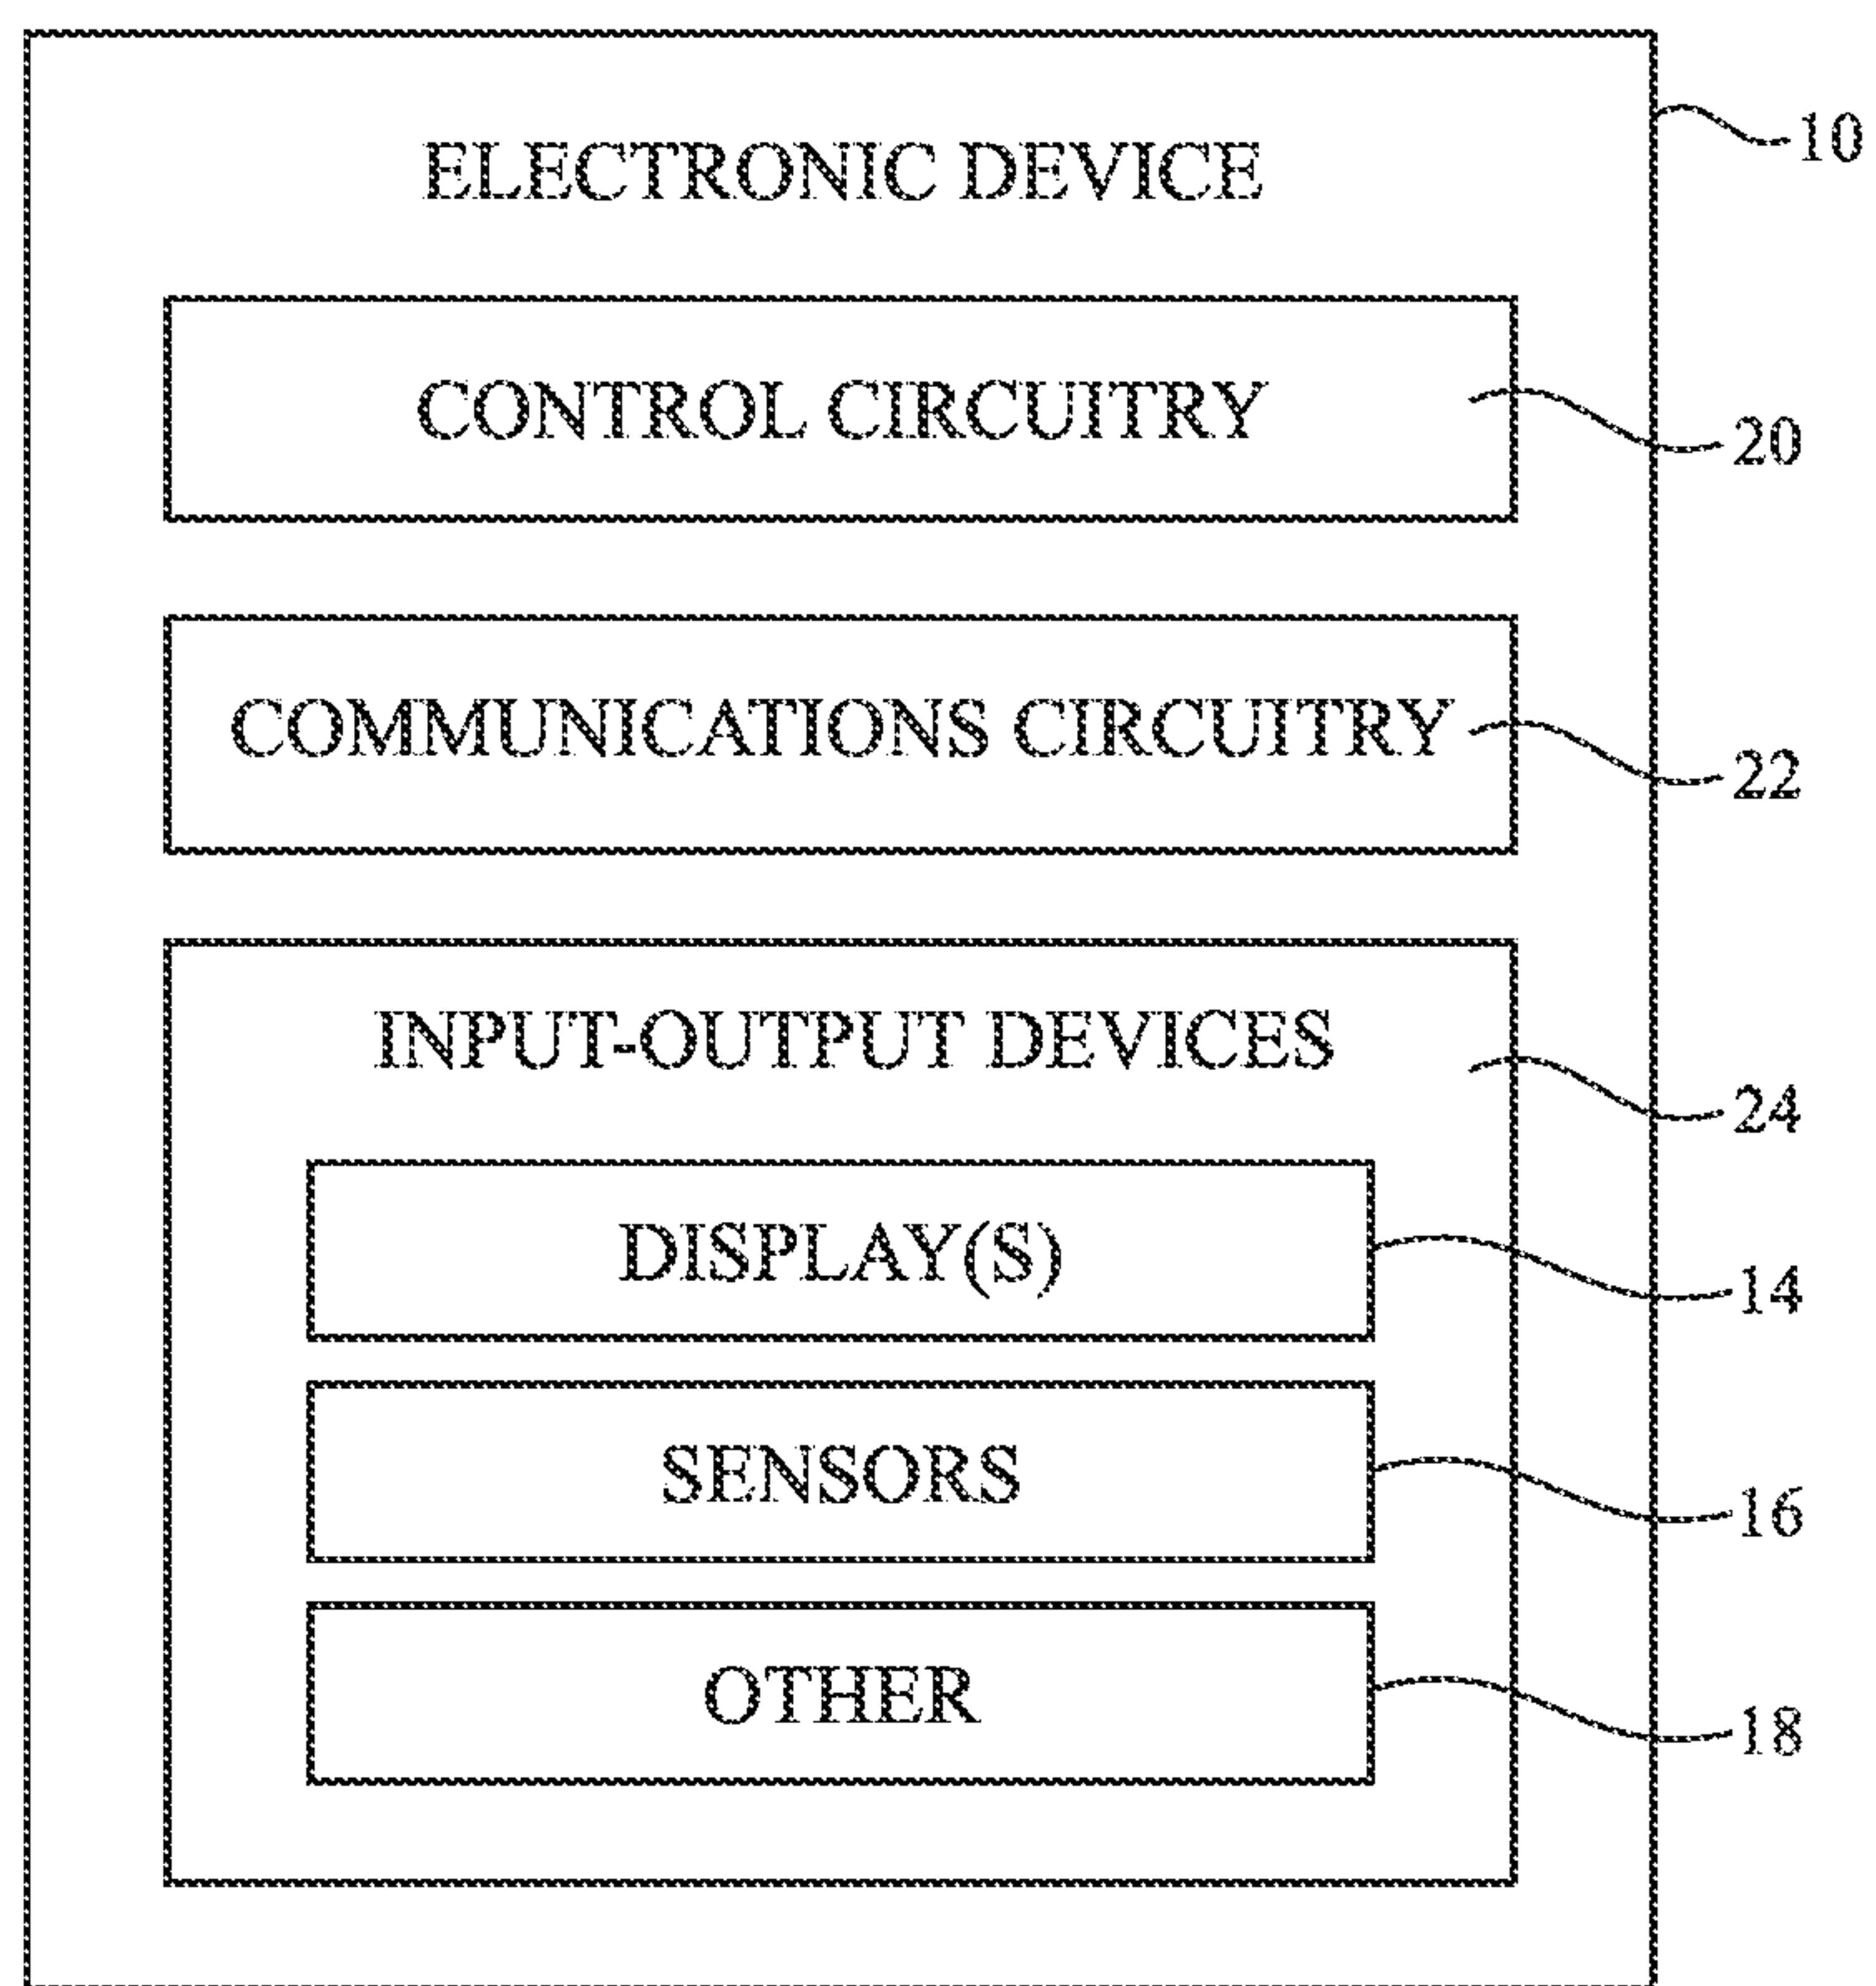 ELECTRONIC DEVICE
10
CONTROL CIRCUITRY
20
COMMUNICATIONS CIRCUITRY
22
INPUT-OUTPUT DEVICES
24
DISPLAY(S)
14
SENSORS
16
OTHER
18